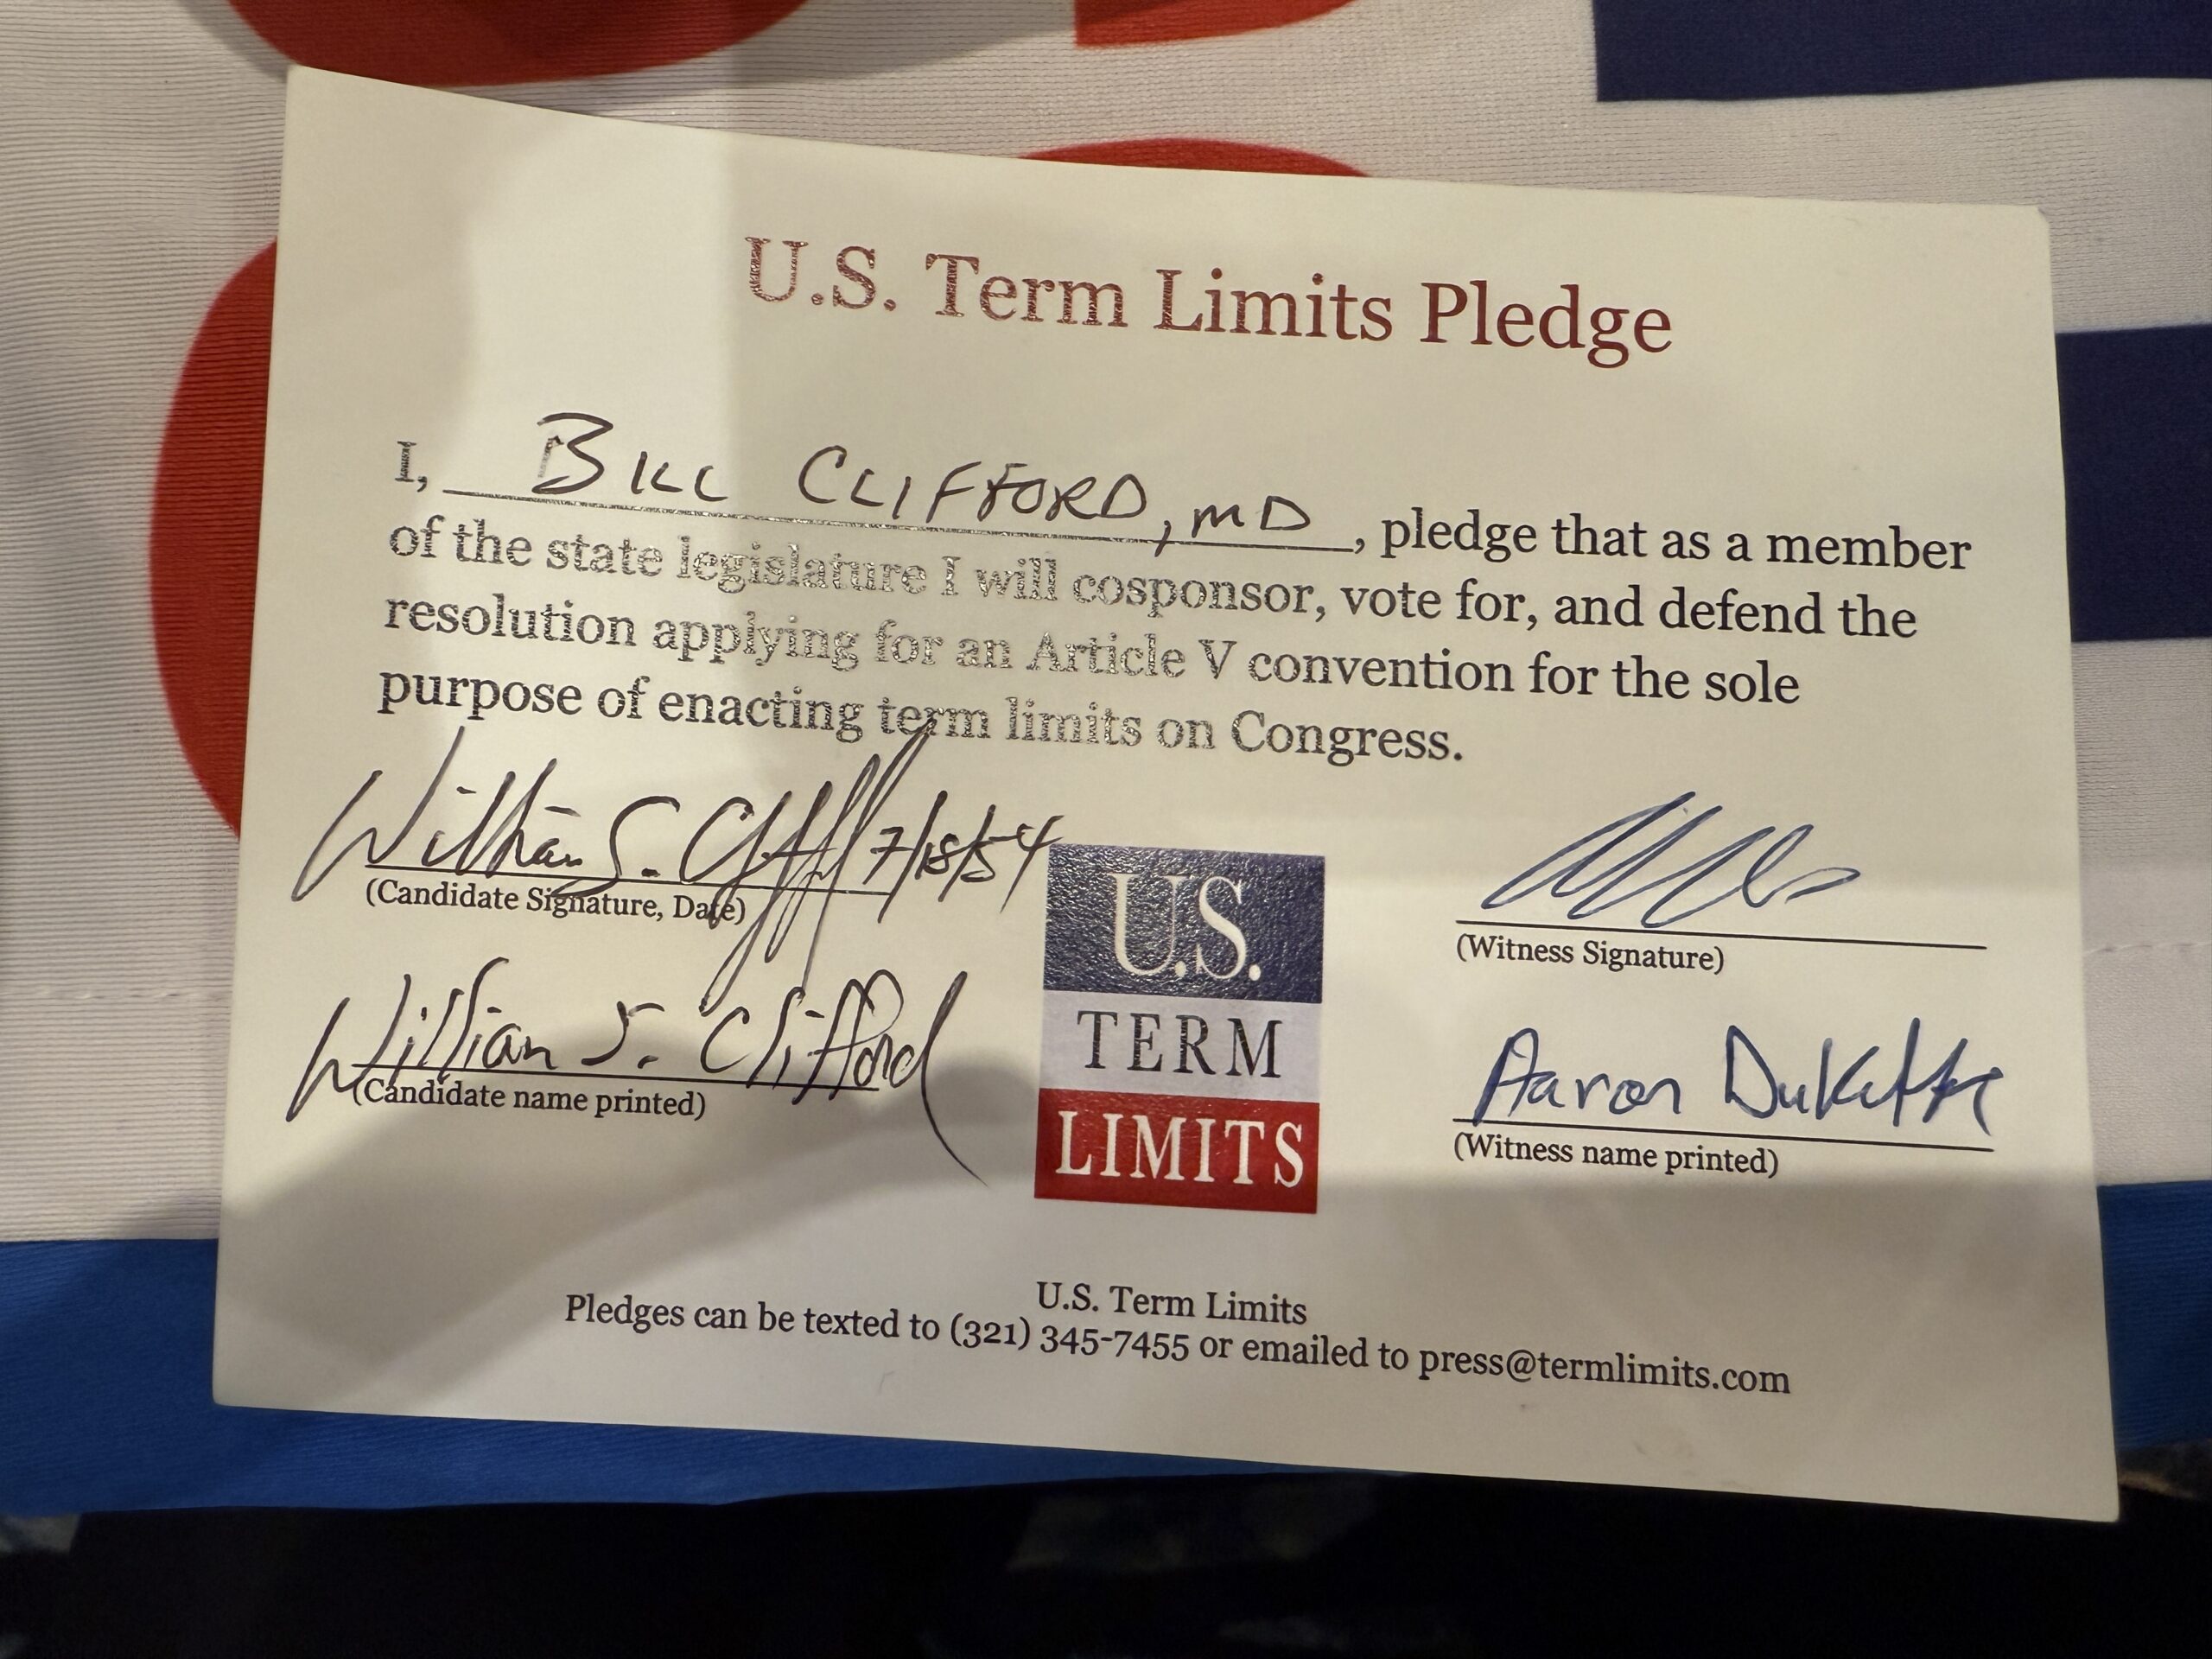 U.S. Term Limits Pledge
I, BILL CLIFFORD, MD, pledge that as a member
of the state legislature I will cosponsor, vote for, and defend the
resolution applying for an Article V convention for the sole
purpose of enacting term limits on Congress.
William S. Clifford 7/18/54
(Candidate Signature, Date)
William S. Clifford
(Candidate name printed)
U.S.
TERM
LIMITS
(Witness Signature)
Aaron Dukette
(Witness name printed)
U.S. Term Limits
Pledges can be texted to (321) 345-7455 or emailed to press@termlimits.com